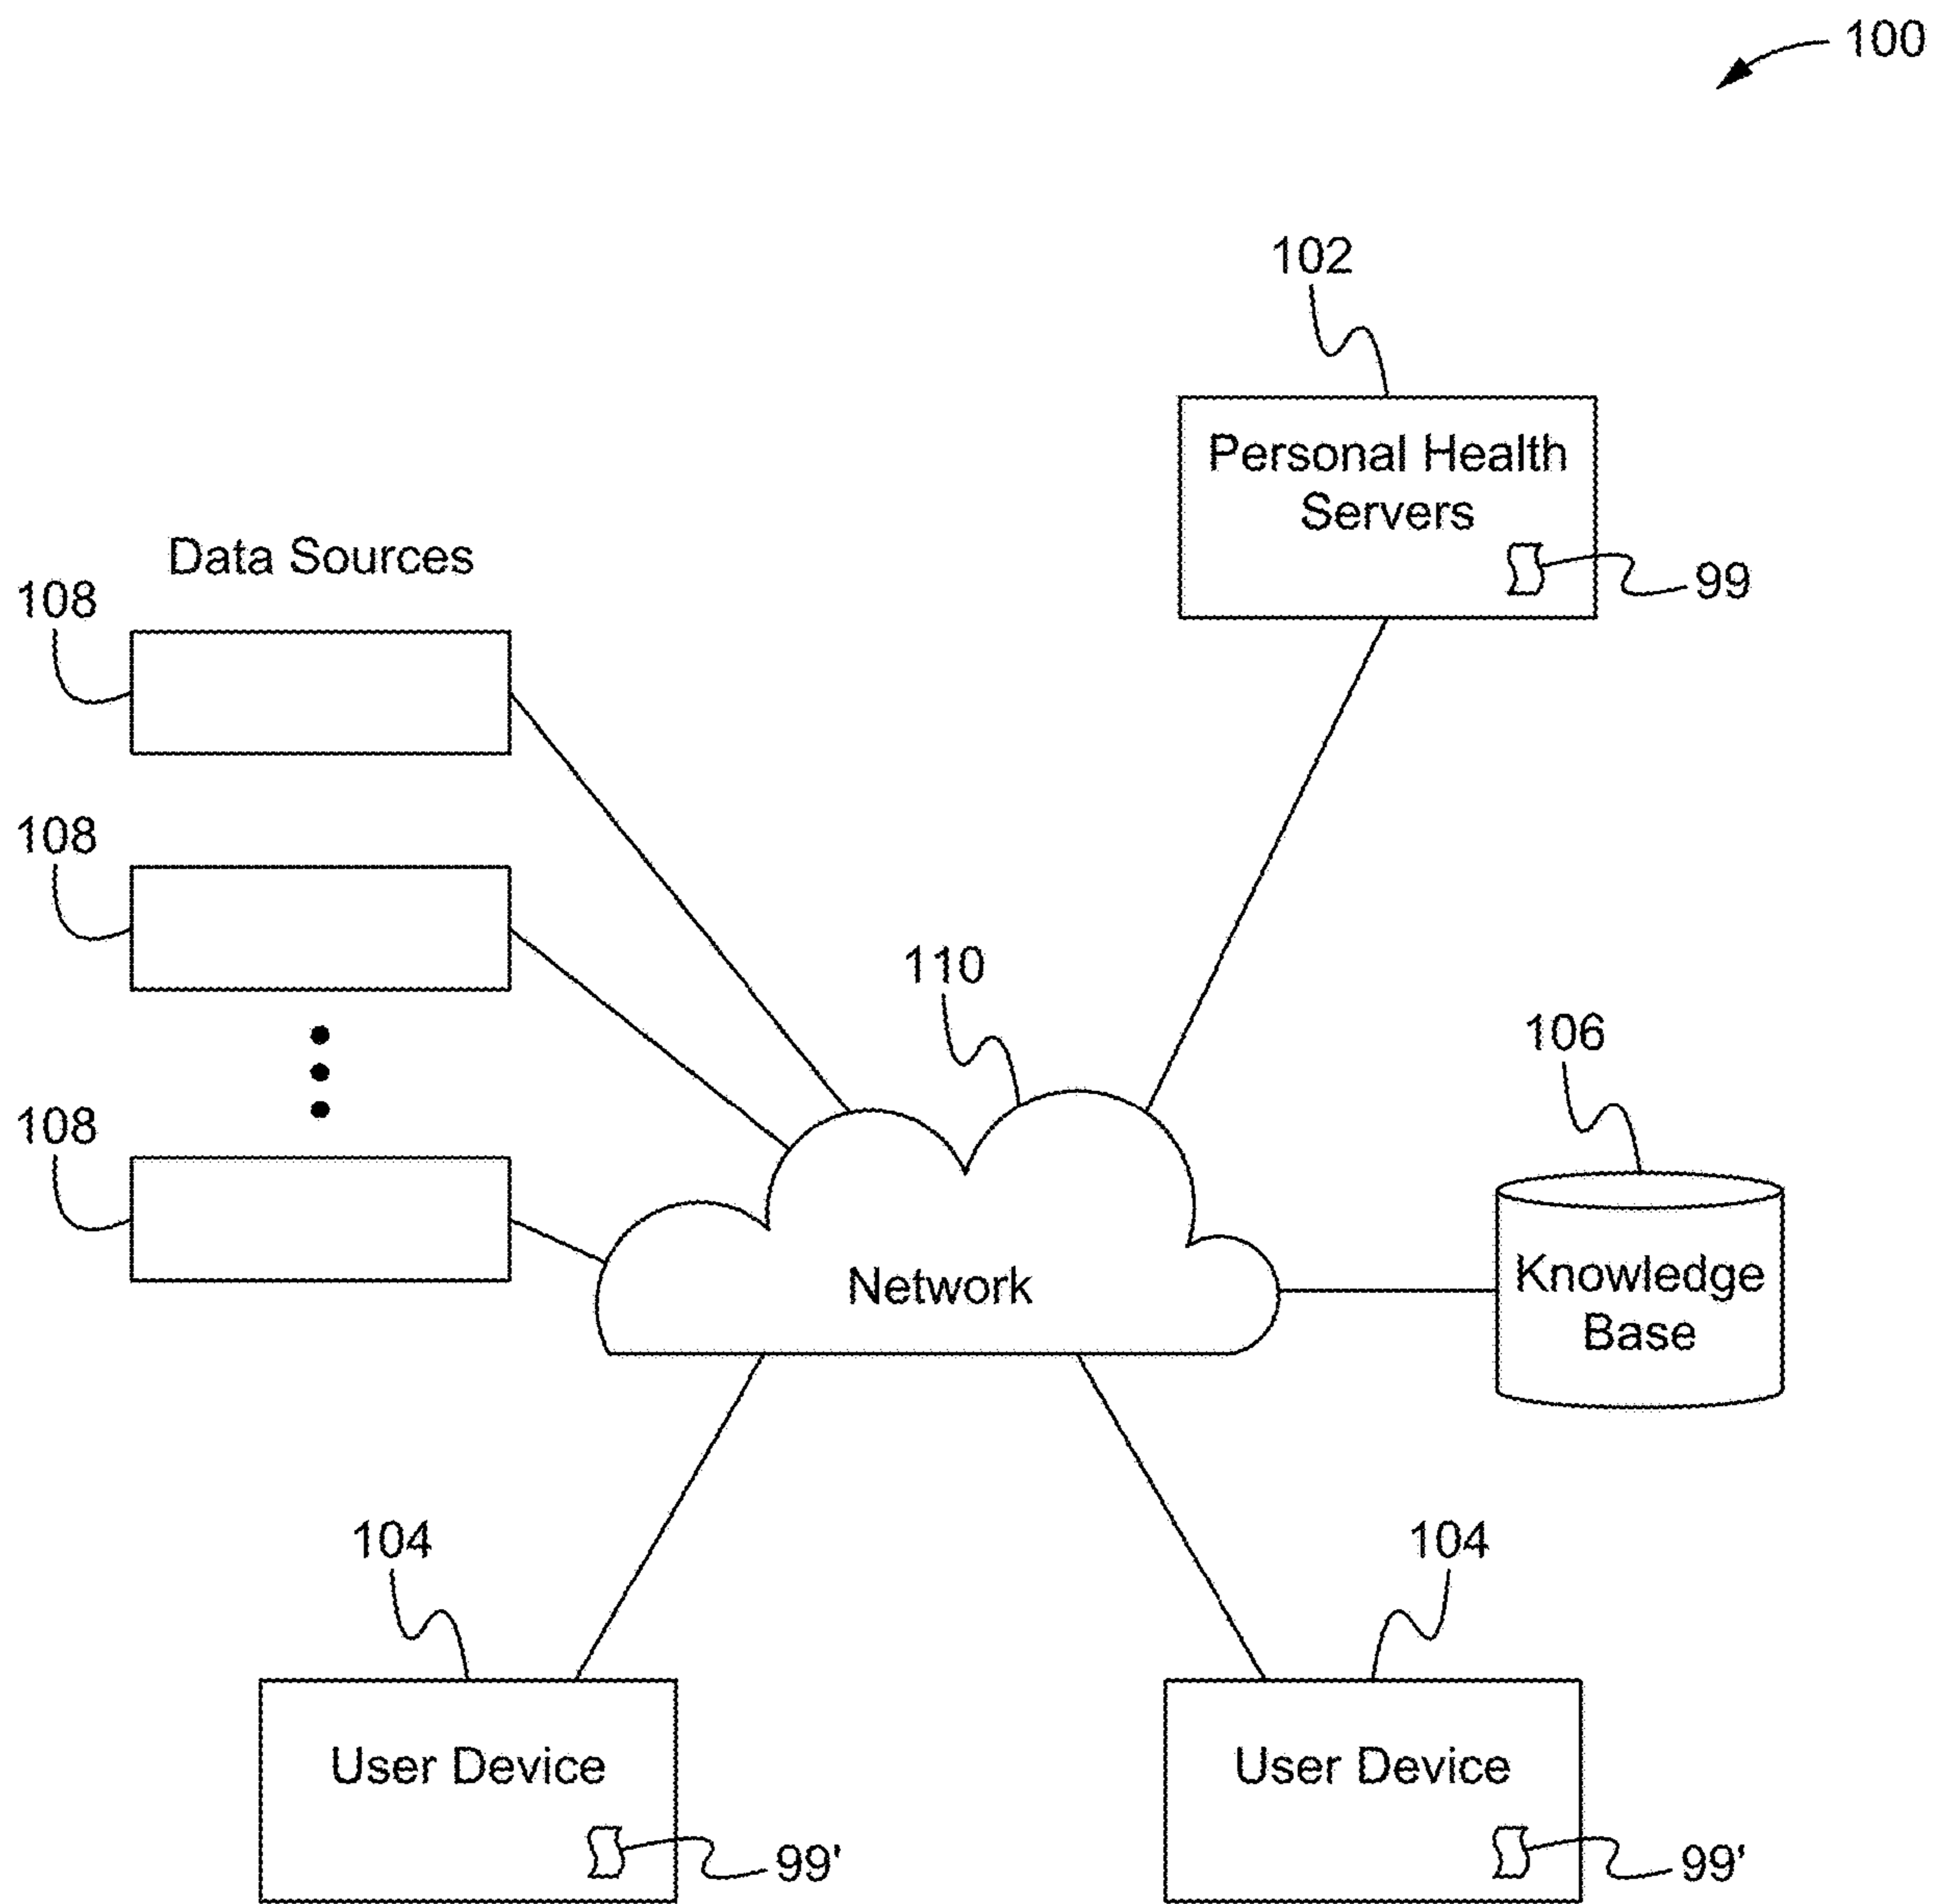 100
102
Personal Health
Servers
99
Data Sources
108
108
110
106
108
Knowledge
Base
Network
104
104
User Device
User Device
99'
99'